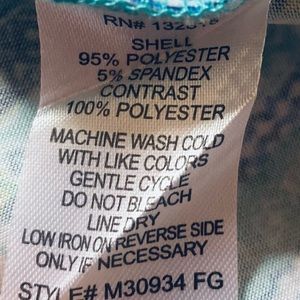 RN#
SHELL
95% POLYESTER
5% SPANDEX
CONTRAST
100% POLYESTER
MACHINE WASH COLD
WITH LIKE COLORS
GENTLE CYCLE
DO NOT BLEACH
LINE DRY
LOW IRON ON REVERSE SIDE
ONLY IF NECESSARY
STYLE# M30934 FG